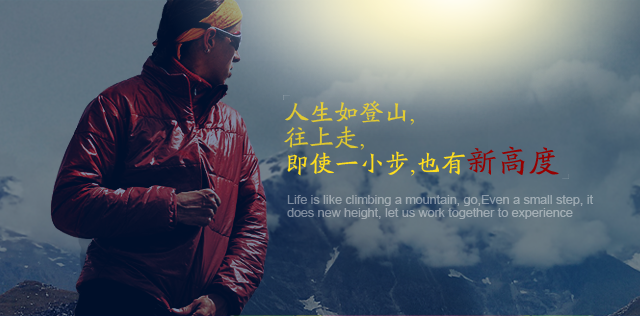 人生如登山,
往上走,
即使一小步,也有新高度
Life is like climbing a mountain, go,Even a small step, it
does new height, let us work together to experience